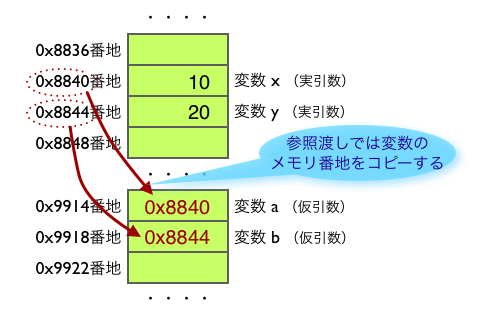 ・・・・
0x8836番地
0x8840番地 10 変数 x （実引数）
0x8844番地 20 変数 y （実引数）
0x8848番地
・・・・
参照渡しでは変数の
メモリ番地をコピーする
0x9914番地 0x8840 変数 a （仮引数）
0x9918番地 0x8844 変数 b （仮引数）
0x9922番地
・・・・